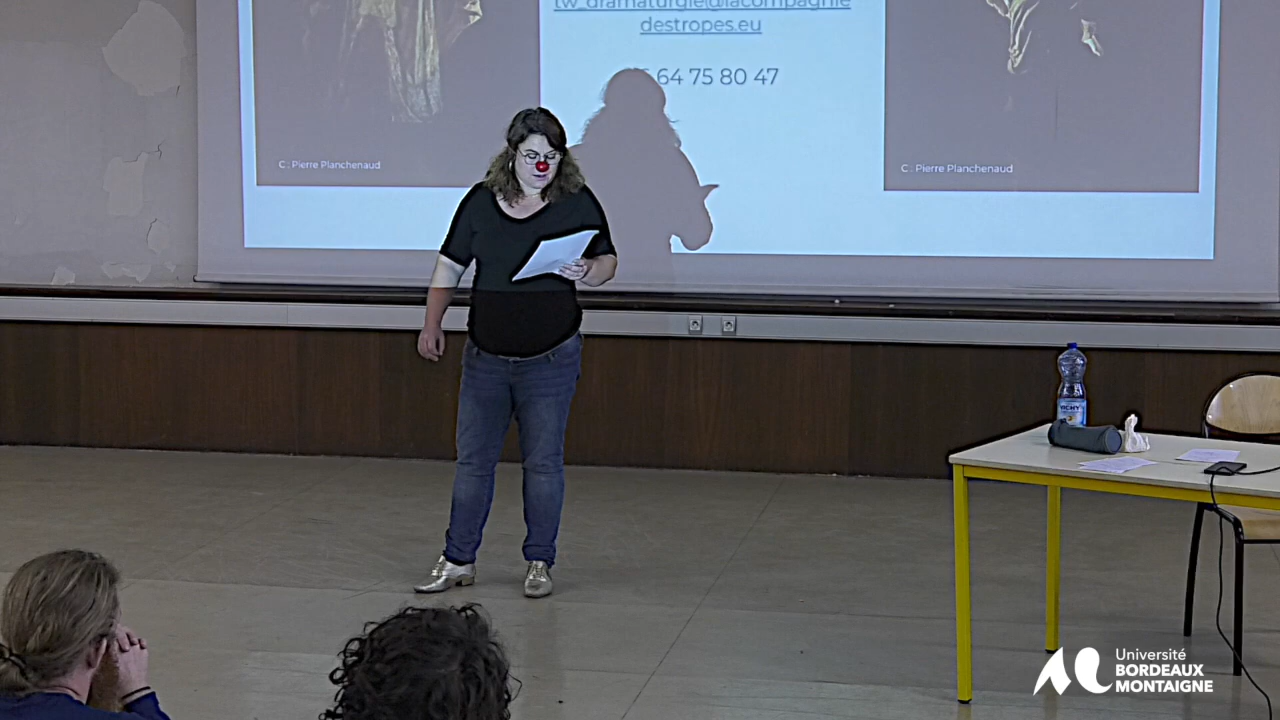 tw_dramaturgie@lacompagnie
destropes.eu
64 75 80 47
C : Pierre Planchenaud
C : Pierre Planchenaud
VICHY
Université
BORDEAUX
MONTAIGNE